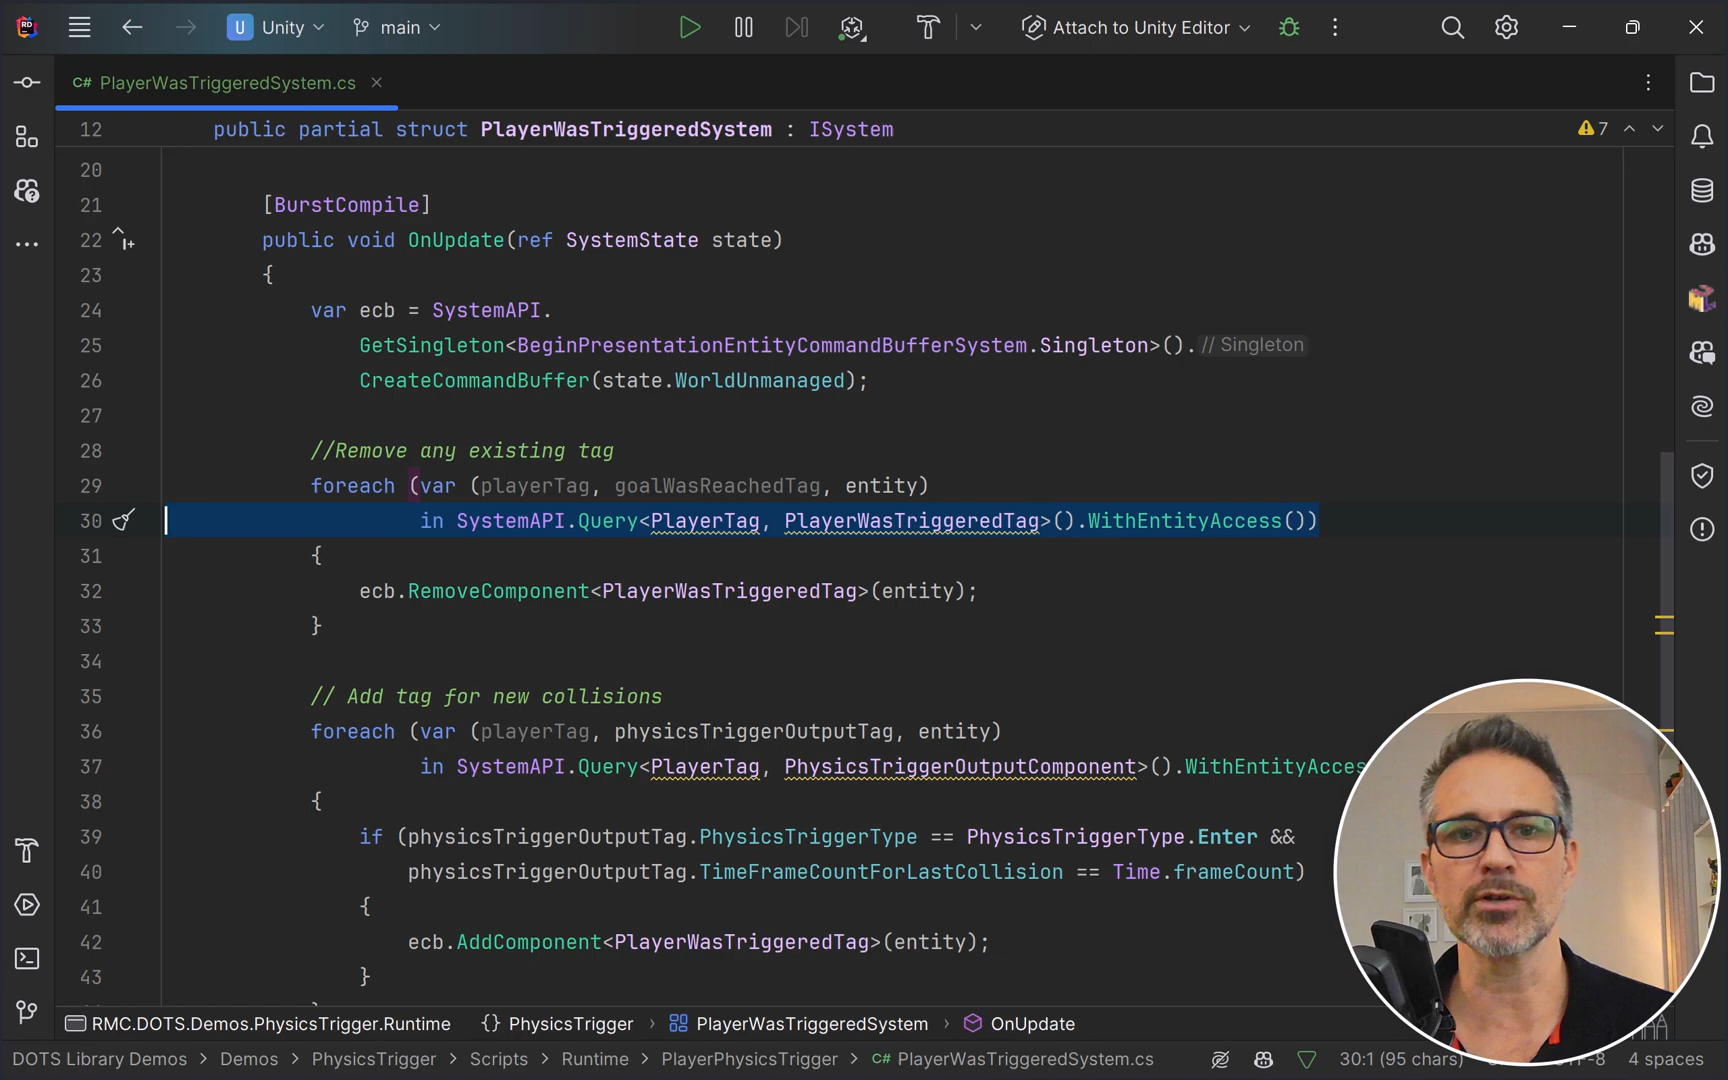 RD
U Unity main Attach to Unity Editor
C# PlayerWasTriggeredSystem.cs
12 public partial struct PlayerWasTriggeredSystem : ISystem 7
20
21 [BurstCompile]
22 public void OnUpdate(ref SystemState state)
23 {
24 var ecb = SystemAPI.
25 GetSingleton<BeginPresentationEntityCommandBufferSystem.Singleton>(). // Singleton
26 CreateCommandBuffer(state.WorldUnmanaged);
27
28 //Remove any existing tag
29 foreach (var (playerTag, goalWasReachedTag, entity)
30 in SystemAPI.Query<PlayerTag, PlayerWasTriggeredTag>().WithEntityAccess())
31 {
32 ecb.RemoveComponent<PlayerWasTriggeredTag>(entity);
33 }
34
35 // Add tag for new collisions
36 foreach (var (playerTag, physicsTriggerOutputTag, entity)
37 in SystemAPI.Query<PlayerTag, PhysicsTriggerOutputComponent>().WithEntityAcces
38 {
39 if (physicsTriggerOutputTag.PhysicsTriggerType == PhysicsTriggerType.Enter &&
40 physicsTriggerOutputTag.TimeFrameCountForLastCollision == Time.frameCount)
41 {
42 ecb.AddComponent<PlayerWasTriggeredTag>(entity);
43 }
RMC.DOTS.Demos.PhysicsTrigger.Runtime {} PhysicsTrigger > PlayerWasTriggeredSystem > OnUpdate
DOTS Library Demos > Demos > PhysicsTrigger > Scripts > Runtime > PlayerPhysicsTrigger > C# PlayerWasTriggeredSystem.cs 30:1 (95 chars) F-8 4 spaces